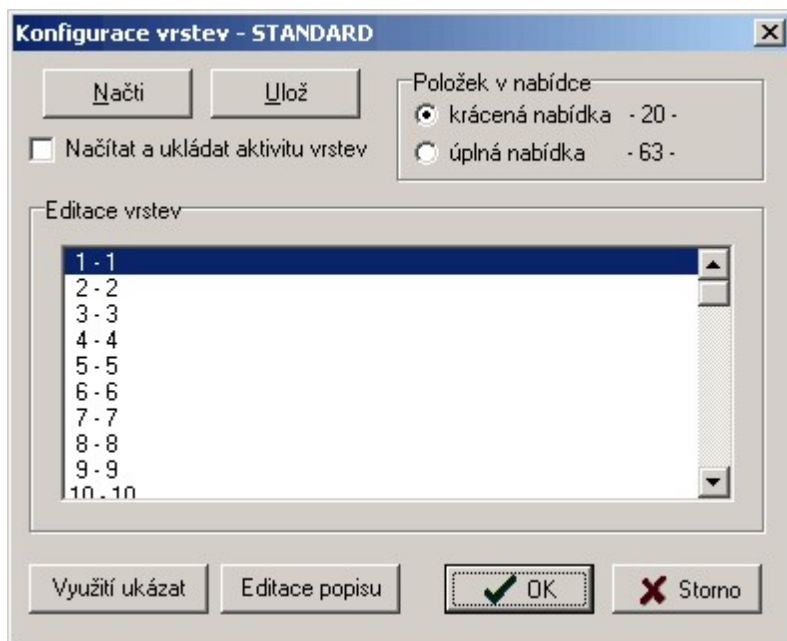 Konfigurace vrstev - STANDARD
Načti
Ulož
Načítat a ukládat aktivitu vrstev
Položek v nabídce
krácená nabídka - 20 -
úplná nabídka - 63 -
Editace vrstev
1 - 1
2 - 2
3 - 3
4 - 4
5 - 5
6 - 6
7 - 7
8 - 8
9 - 9
10 - 10
Využití ukázat
Editace popisu
OK
Storno